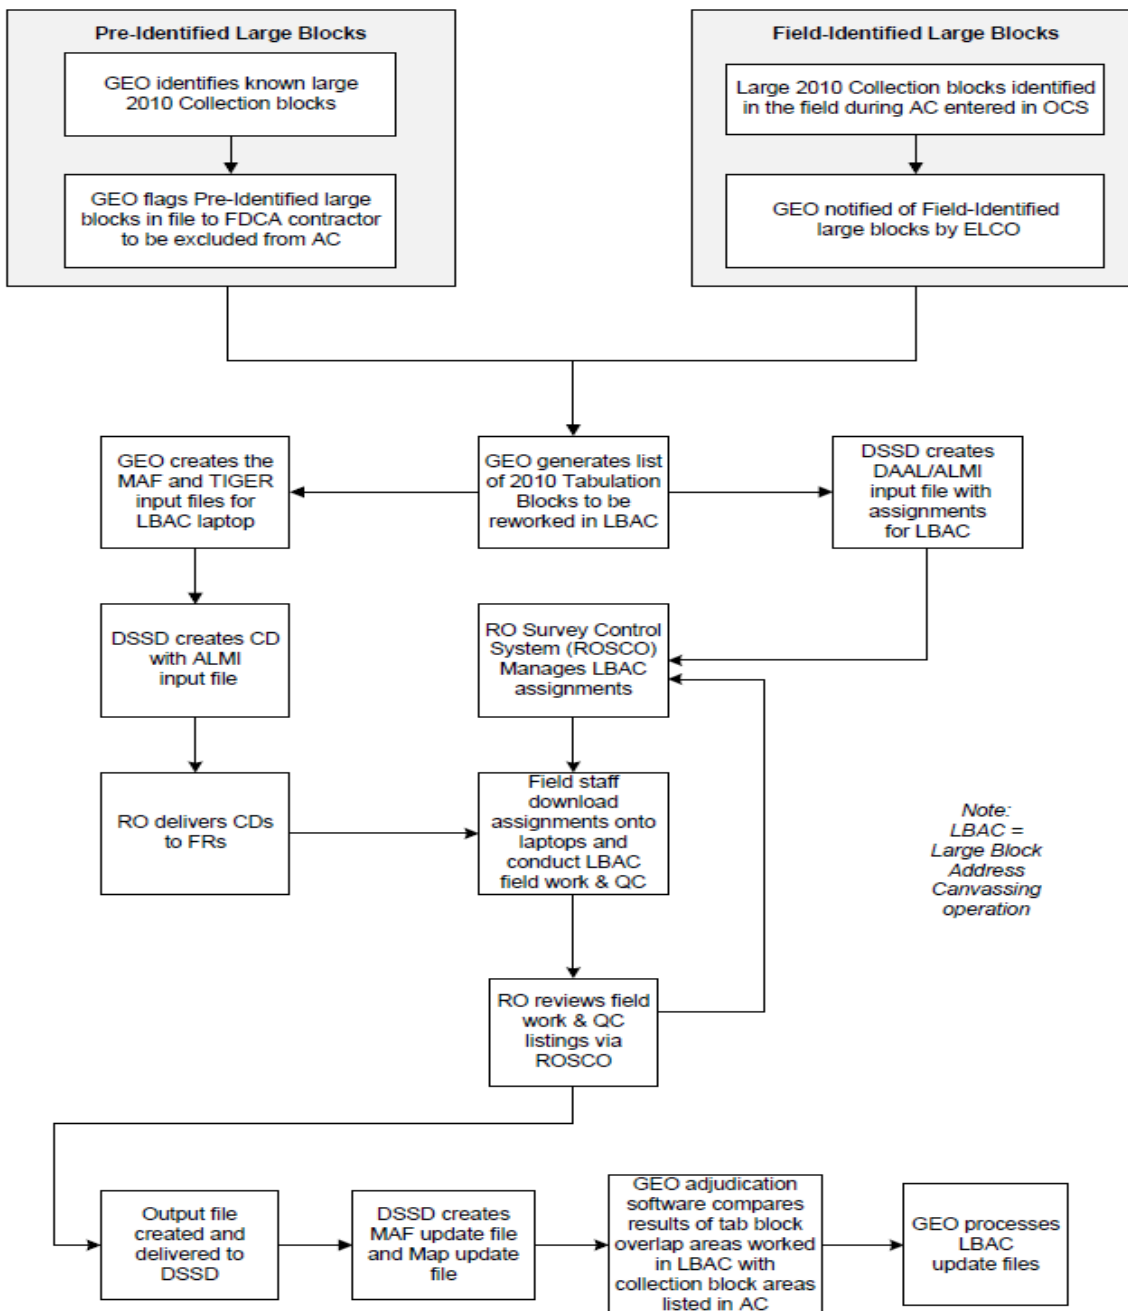 Pre-Identified Large Blocks
GEO identifies known large
2010 Collection blocks
GEO flags Pre-Identified large
blocks in file to FDCA contractor
to be excluded from AC
Field-Identified Large Blocks
Large 2010 Collection blocks identified
in the field during AC entered in OCS
GEO notified of Field-Identified
large blocks by ELCO
GEO creates the
MAF and TIGER
input files for
LBAC laptop
GEO generates list
of 2010 Tabulation
Blocks to be
reworked in LBAC
DSSD creates
DAAL/ALMI
input file with
assignments
for LBAC
DSSD creates CD
with ALMI
input file
RO Survey Control
System (ROSCO)
Manages LBAC
assignments
RO delivers CDs
to FRs
Field staff
download
assignments onto
laptops and
conduct LBAC
field work & QC
Note:
LBAC =
Large Block
Address
Canvassing
operation
RO reviews field
work & QC
listings via
ROSCO
Output file
created and
delivered to
DSSD
DSSD creates
MAF update file
and Map update
file
GEO adjudication
software compares
results of tab block
overlap areas worked
in LBAC with
collection block areas
listed in AC
GEO processes
LBAC
update files